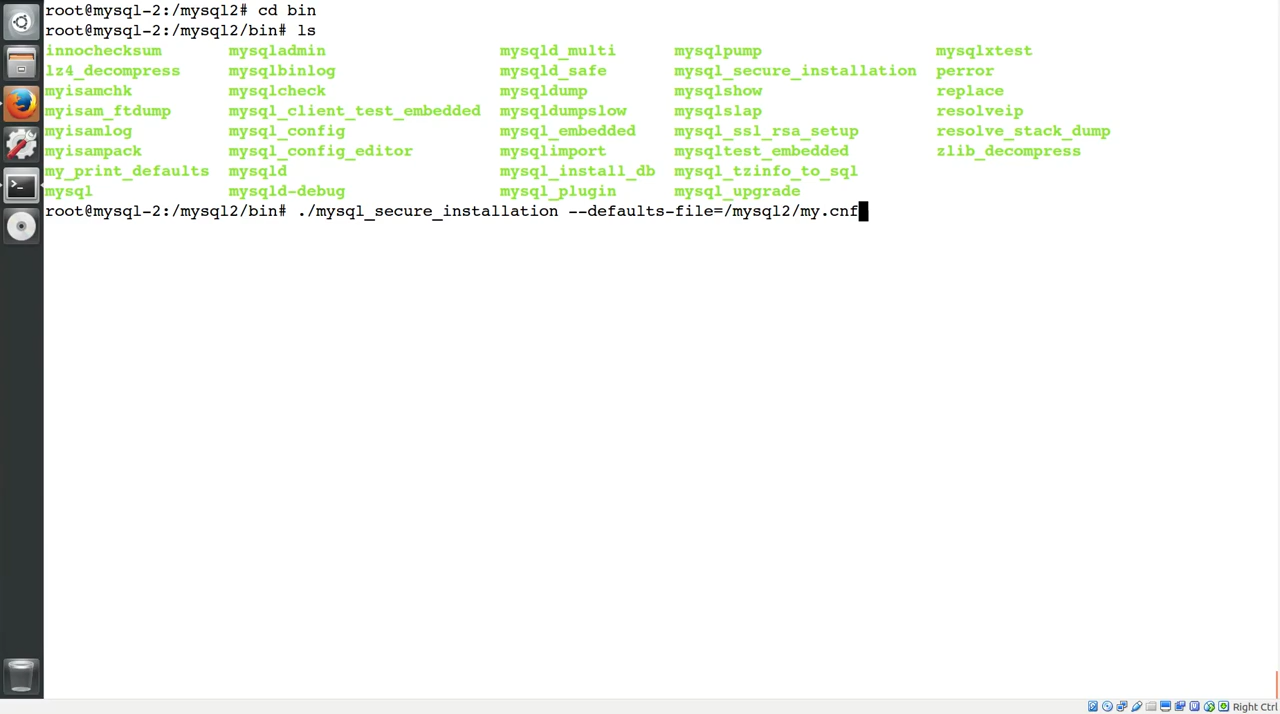 root@mysql-2:/mysql2# cd bin
root@mysql-2:/mysql2/bin# ls
innochecksum mysqladmin mysqld_multi mysqlpump mysqlxtest
lz4_decompress mysqlbinlog mysqld_safe mysql_secure_installation perror
myisamchk mysqlcheck mysqldump mysqlshow replace
myisam_ftdump mysql_client_test_embedded mysqldumpslow mysqlslap resolveip
myisamlog mysql_config mysql_embedded mysql_ssl_rsa_setup resolve_stack_dump
myisampack mysql_config_editor mysqlimport mysqltest_embedded zlib_decompress
my_print_defaults mysqld mysql_install_db mysql_tzinfo_to_sql
mysql mysqld-debug mysql_plugin mysql_upgrade
root@mysql-2:/mysql2/bin# ./mysql_secure_installation --defaults-file=/mysql2/my.cnf
Right Ctrl